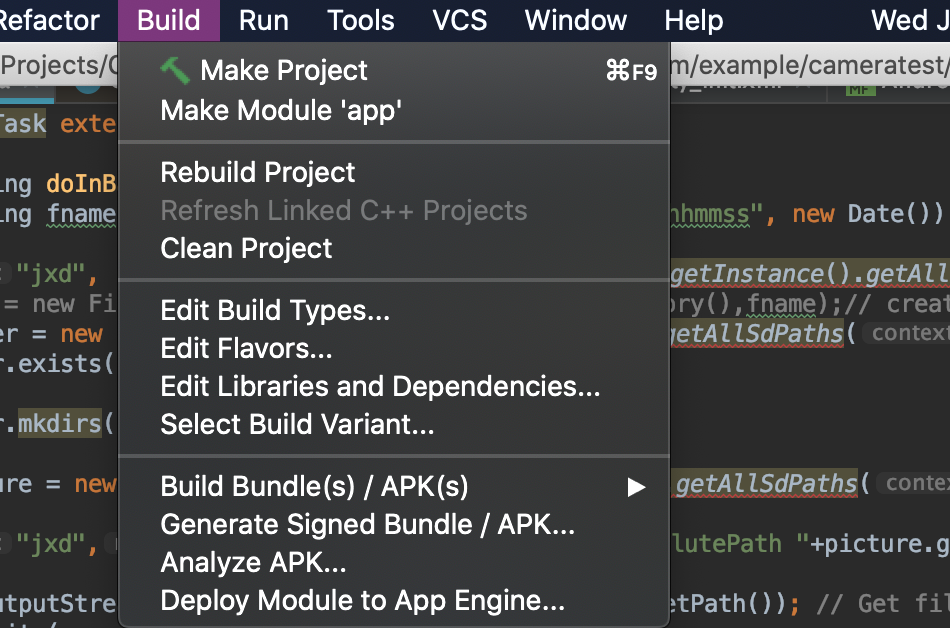 Refactor Build Run Tools VCS Window Help Wed J
Projects/ m/example/cameratest/
Make Project ⌘F9
Make Module 'app'
Task exte
Rebuild Project
ing doInB
Refresh Linked C++ Projects
ing fname hhmmss", new Date())
Clean Project
"jxd", getInstance().getAll
= new Fi ory(),fname);// creat
Edit Build Types...
er = new getAllSdPaths( context
Edit Flavors...
r.exists(
Edit Libraries and Dependencies...
r.mkdirs(
Select Build Variant...
ure = new getAllSdPaths( contex
Build Bundle(s) / APK(s)
Generate Signed Bundle / APK...
"jxd", lutePath "+picture.g
Analyze APK...
utputStre etPath()); // Get fil
Deploy Module to App Engine...